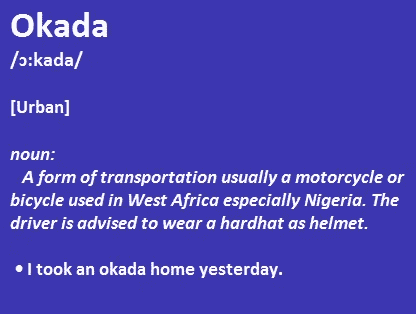 Okada
/ɔ:kada/
[Urban]
noun:
A form of transportation usually a motorcycle or
bicycle used in West Africa especially Nigeria. The
driver is advised to wear a hardhat as helmet.
• I took an okada home yesterday.